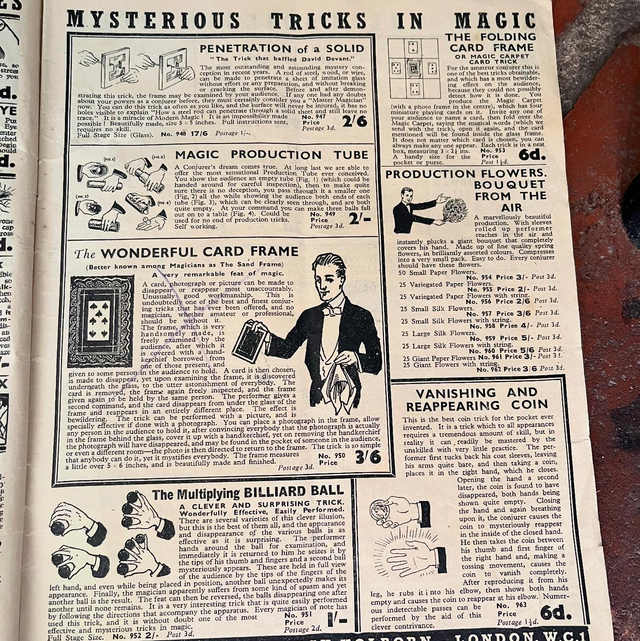 MYSTERIOUS TRICKS IN MAGIC
PENETRATION of a SOLID
"The Trick that baffled David Devant."
The most outstanding and astounding mystery con-
ception in recent years. A rod of steel, wood, or wire,
can be made to penetrate a sheet of imitation glass
without effort or any preparation, and without breaking
or cracking the surface. Before and after demon-
strating this trick, the frame may be examined by your audience. If any one had any doubts
about your powers as a conjurer before, they must certainly consider you a "Master Magician"
now. You can do this trick as often as you like, and the surface will never be injured, it has no
holes visible to explain "How a steel rod passed through a solid sheet and still leave no
trace." It is a miracle of Modern Magic! It is an impossibility made
possible! Beautifully made, size 5 × 5 inches. Full instructions sent,
requires no skill.
No. 947
Price 2/6
Postage 3d.
Full Stage Size (Glass). No. 948 17/6 Postage 1/-.
MAGIC PRODUCTION TUBE
A Conjurer's dream come true. At long last we are able to
offer the most sensational Production Tube ever conceived.
You show the audience an empty tube (Fig. 1) (which could be
handed around for careful inspection), then to make quite
sure there is no deception, you pass through it a smaller one
(Fig. 2) all the while showing the audience both ends of each
tube (Fig. 3), which can be clearly seen through, and are both
quite empty. At your command you can make three balls fall
out on to a table (Fig. 4). Could be
used for no end of production tricks.
Self working.
No. 949
Price 2/-
Postage 3d.
The WONDERFUL CARD FRAME
(Better known among Magicians as The Sand Frame)
A very remarkable feat of magic.
A card, photograph or picture can be made to
disappear or reappear most unaccountably.
Unusually good workmanship. This is
undoubtedly one of the best and finest conjur-
ing tricks that has ever been offered, and no
magician, whether amateur or professional,
should be without it.
The frame, which is very
handsomely made, is
freely examined by the
audience, after which it
is covered with a hand-
kerchief borrowed from
one of those present, and
given to some person in the audience to hold. A card is then chosen,
is made to disappear, yet upon examining the frame, it is discovered
underneath the glass, to the utter astonishment of everybody. The
card is removed, the frame again freely inspected, and the frame
given again to be held by the same person. The performer gives a
second command, and the card disappears from under the glass of the
frame and reappears in an entirely different place. The effect is
bewildering. The trick can be performed with a picture, and is
specially effective if done with a photograph. You can place a photograph in the frame, allow
any person in the audience to hold it, after convincing everybody that the photograph is actually
in the frame behind the glass, cover it up with a handkerchief, yet on removing the handkerchief
the photograph will have disappeared, and may be found in the pocket of someone in the audience,
or even a different room—the photo is then directed to return to the frame. The trick is so simple
that anybody can do it, yet it mystifies everybody. The frame measures
a little over 5 × 6 inches, and is beautifully made and finished.
No. 950
Price 3/6
Postage 3d.
The Multiplying BILLIARD BALL
A CLEVER AND SURPRISING TRICK.
Wonderfully Effective, Easily Performed.
There are several varieties of this clever illusion,
but this is the best of them all, and the appearance
and disappearance of the various balls is as
effective as it is surprising. The performer
hands around the ball for examination, and
immediately it is returned to him he seizes it by
the tips of his thumb and fingers and a second ball
mysteriously appears. These are held in full view
of the audience by the tips of the fingers of the
left hand, and even while being placed in position, another ball unexpectedly makes its
appearance. Finally, the magician apparently suffers from some kind of spasm and yet
another ball is the result. The feat can then be reversed, the balls disappearing one after
another until none remains. It is a very interesting trick that is quite easily performed
by following the directions that accompany the apparatus. Every magician of note has
used this trick, and it is without doubt one of the most
effective and mysterious tricks in magic.
No. 951
Price 1/-
Postage 2d.
Full Stage Size. No. 952 2/- Post 3d.
THE FOLDING
CARD FRAME
OR MAGIC CARPET
CARD TRICK
For the amateur conjurer this is
one of the best tricks obtainable,
and which has a most bewilder-
ing effect on the audience,
because they could not possibly
see how it is done. You
produce the Magic Carpet
(with a photo frame in the centre), which has four
miniature playing cards on it. Invite any one of
your audience to name a card, then fold over the
Magic Carpet, saying the magical words (which we
send with the trick), open it again, and the card
mentioned will be found inside the glass frame.
It does not matter which card is chosen, you can
always make any one appear. Each trick is in a neat
box, measuring 3 × 2¼ ins.
A handy size for the
pocket or purse.
No. 953
Price 6d.
Post 1½d.
PRODUCTION FLOWERS.
BOUQUET
FROM THE
AIR
A marvellously beautiful
production. With sleeves
rolled up performer
reaches into air and
instantly plucks a giant bouquet that completely
covers his hand. Made up of fine quality spring
flowers, in brilliantly assorted colours. Compresses
into a very small pack. Easy to do. Every conjurer
should have these flowers.
50 Small Paper Flowers.
No. 954 Price 3/- Post 3d.
25 Variegated Paper Flowers.
No. 955 Price 2/- Post 3d.
25 Variegated Paper Flowers with string.
No. 956 Price 2/6 Post 3d.
25 Small Silk Flowers.
No. 957 Price 3/6 Post 3d.
25 Small Silk Flowers with string.
No. 958 Price 4/- Post 3d.
25 Large Silk Flowers.
No. 959 Price 5/- Post 3d.
25 Large Silk Flowers with string.
No. 960 Price 5/6 Post 3d.
25 Giant Paper Flowers No. 961 Price 3/- Post 3d.
25 Giant Flowers with string.
No. 962 Price 3/6 Post 3d.
VANISHING AND
REAPPEARING COIN
This is the best coin trick for the pocket ever
invented. It is a trick which to all appearances
requires a tremendous amount of skill, but in
reality it can readily be mastered by the
unskilled with very little practice. The per-
former first tucks back his coat sleeves, leaving
his arms quite bare, and then taking a coin,
places it in the right hand, which he closes.
Opening the hand a second
later, the coin is found to have
disappeared, both hands being
shown quite empty. Closing
the hand and again breathing
upon it, the conjurer causes the
coin to mysteriously reappear
in the inside of the closed hand.
He then takes the coin between
his thumb and first finger of
the right hand and, making a
tossing movement, causes the
coin to vanish completely.
After reproducing it from his
leg, he rubs it into his elbow, then shows hands
empty and causes coin to reappear at his elbow. Numer-
ous undetectable passes can be
performed by the aid of this
clever contrivance.
No. 963
Price 6d.
Post 1½d.
HOLBORN, LONDON, W.C.1